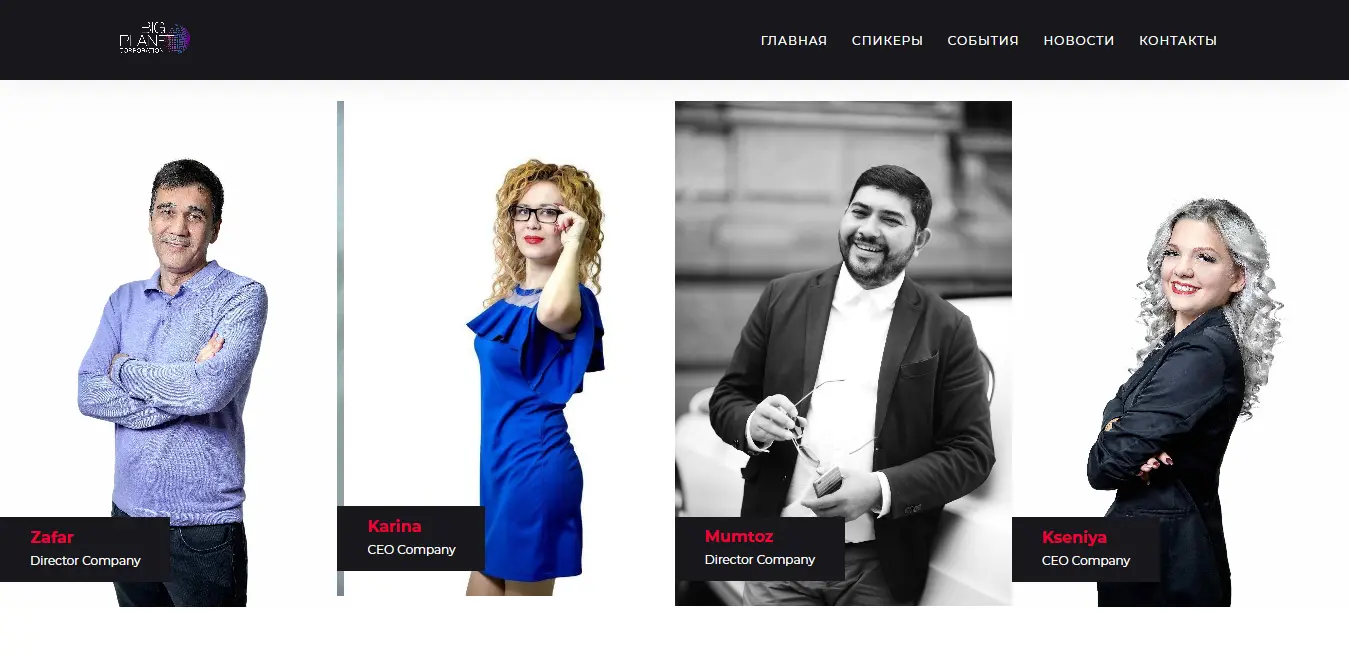 BIG
PLANET
CORPORATION
ГЛАВНАЯ СПИКЕРЫ СОБЫТИЯ НОВОСТИ КОНТАКТЫ
Zafar
Director Company
Karina
CEO Company
Mumtoz
Director Company
Kseniya
CEO Company